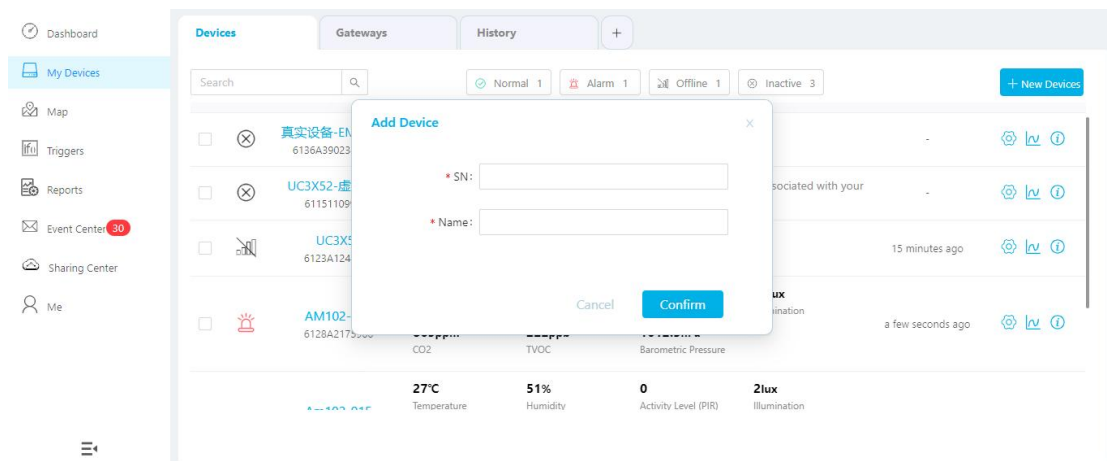 Dashboard
My Devices
Map
Triggers
Reports
Event Center 30
Sharing Center
Me
Devices
Gateways
History
+
Search
Normal 1
Alarm 1
Offline 1
Inactive 3
+ New Devices
Add Device
* SN:
* Name:
Cancel
Confirm
真实设备-EM
6136A39023
-
UC3X52-虚
sociated with your
-
UC3X5
6123A124
15 minutes ago
AM102-
lux
a few seconds ago
CO2
TVOC
Barometric Pressure
27℃
51%
0
2lux
Temperature
Humidity
Activity Level (PIR)
Illumination